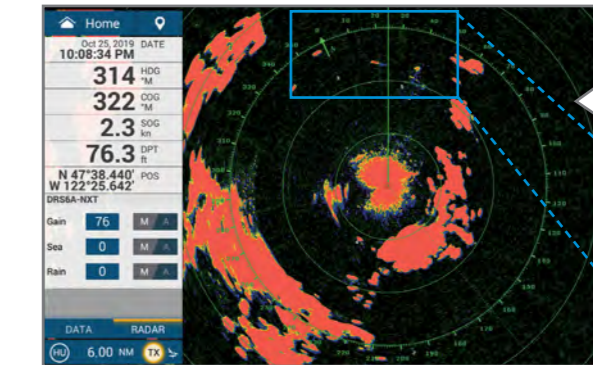 Home
Oct 25, 2019 DATE
10:08:34 PM
314 HDG °M
322 COG °M
2.3 SOG kn
76.3 DPT ft
N 47°38.440' POS
W 122°25.642'
DRS6A-NXT
Gain 76 M A
Sea 0 M A
Rain 0 M A
DATA RADAR
HU 6.00 NM TX